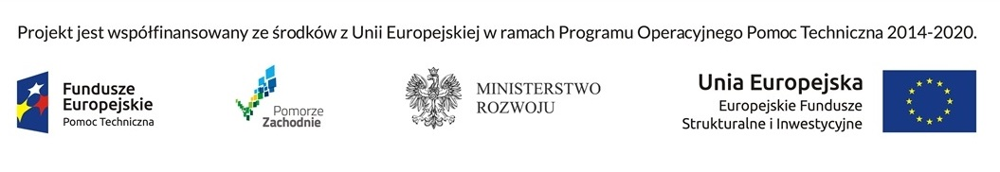 Projekt jest współfinansowany ze środków z Unii Europejskiej w ramach Programu Operacyjnego Pomoc Techniczna 2014-2020.
Fundusze
Europejskie
Pomoc Techniczna
Pomorze
Zachodnie
MINISTERSTWO
ROZWOJU
Unia Europejska
Europejskie Fundusze
Strukturalne i Inwestycyjne